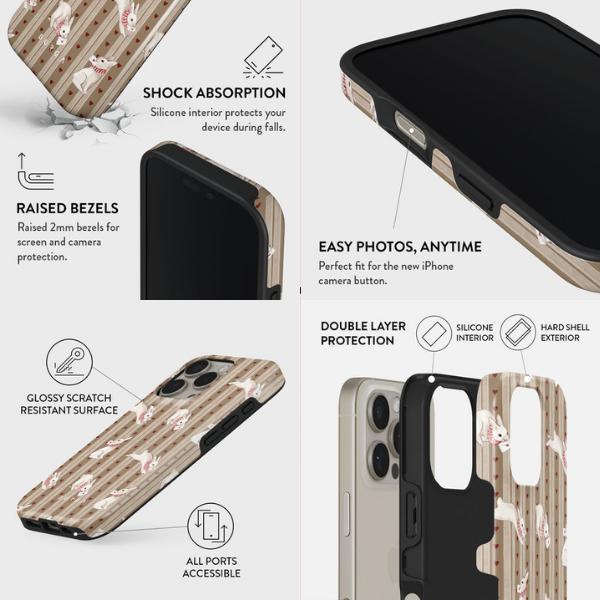 SHOCK ABSORPTION
Silicone interior protects your
device during falls.
RAISED BEZELS
Raised 2mm bezels for
screen and camera
protection.
EASY PHOTOS, ANYTIME
Perfect fit for the new iPhone
camera button.
GLOSSY SCRATCH
RESISTANT SURFACE
ALL PORTS
ACCESSIBLE
DOUBLE LAYER
PROTECTION
SILICONE
INTERIOR
HARD SHELL
EXTERIOR